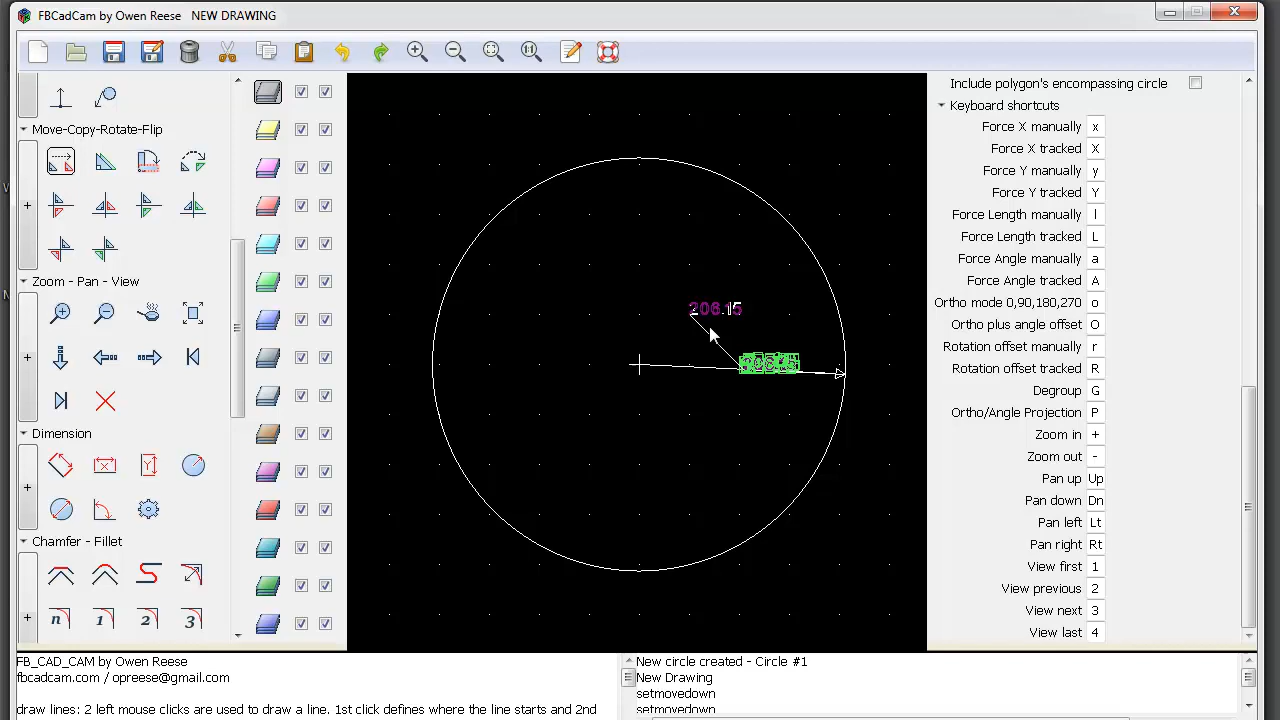 FBCadCam by Owen Reese   NEW DRAWING
Move-Copy-Rotate-Flip
Zoom - Pan - View
Dimension
Chamfer - Fillet
n 1 2 3
206.15
Include polygon's encompassing circle
Keyboard shortcuts
Force X manually x
Force X tracked X
Force Y manually y
Force Y tracked Y
Force Length manually l
Force Length tracked L
Force Angle manually a
Force Angle tracked A
Ortho mode 0,90,180,270 o
Ortho plus angle offset O
Rotation offset manually r
Rotation offset tracked R
Degroup G
Ortho/Angle Projection P
Zoom in +
Zoom out -
Pan up Up
Pan down Dn
Pan left Lt
Pan right Rt
View first 1
View previous 2
View next 3
View last 4
FB_CAD_CAM by Owen Reese
fbcadcam.com / opreese@gmail.com
draw lines: 2 left mouse clicks are used to draw a line. 1st click defines where the line starts and 2nd
New circle created - Circle #1
New Drawing
setmovedown
setmovedown